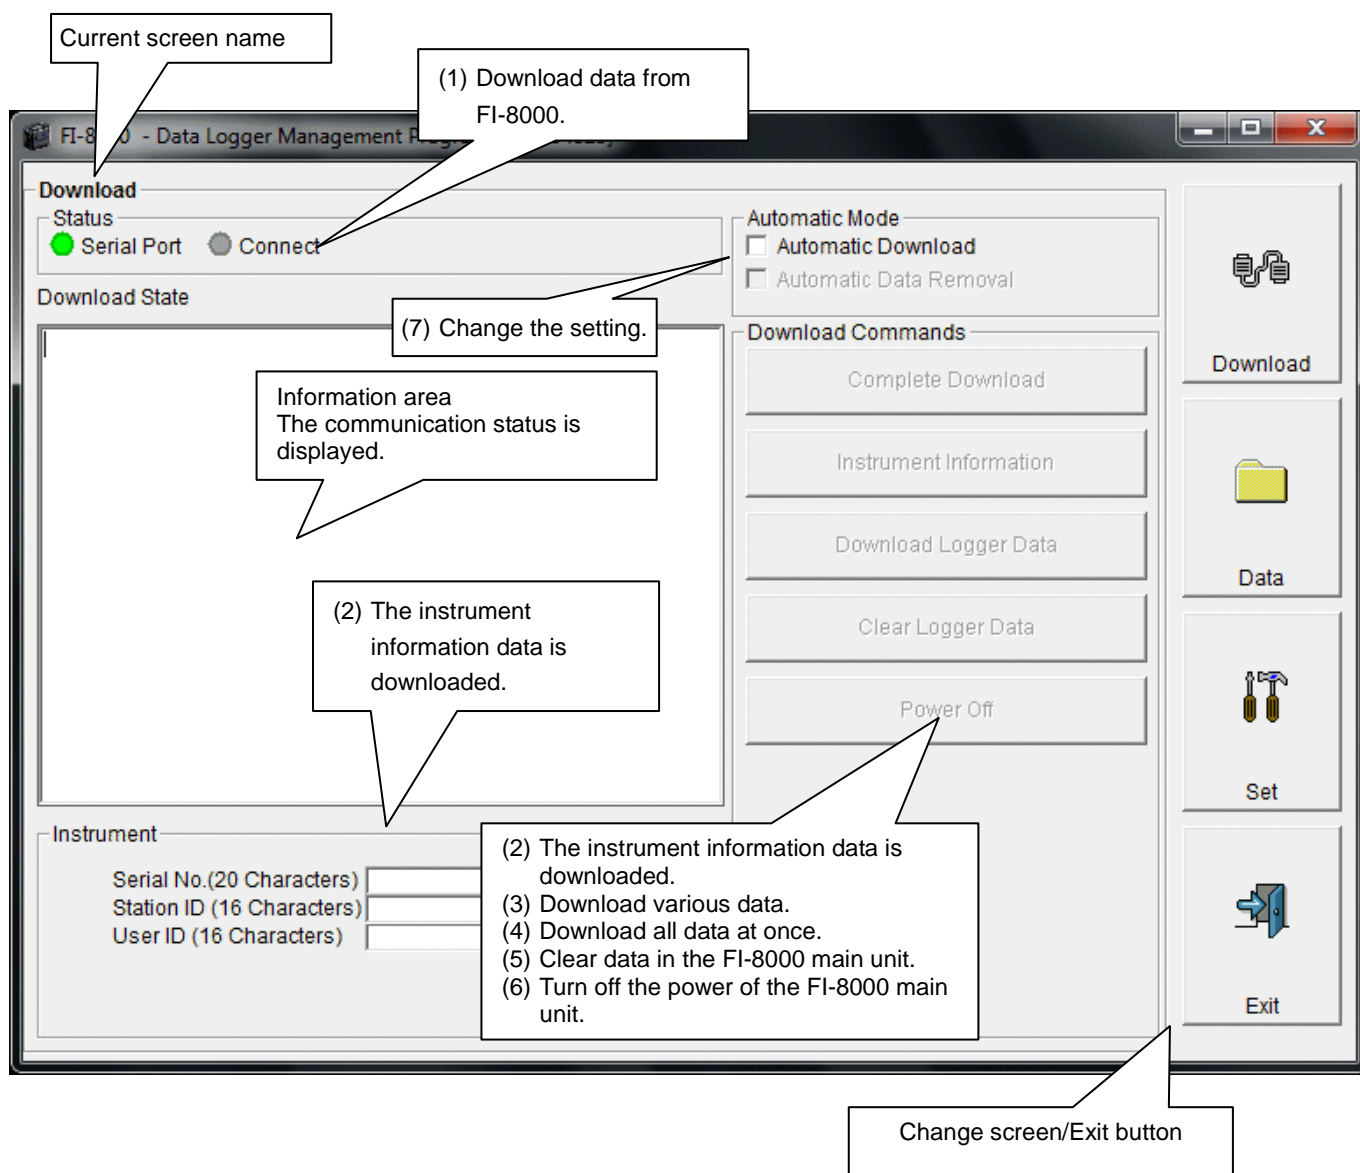 Current screen name
(1) Download data from
FI-8000.
FI-8 0 - Data Logger Management
Download
Status
Serial Port Connect
Automatic Mode
Automatic Download
Automatic Data Removal
Download State
(7) Change the setting.
Download Commands
Complete Download
Instrument Information
Download Logger Data
Clear Logger Data
Power Off
Information area
The communication status is
displayed.
(2) The instrument
information data is
downloaded.
Instrument
Serial No.(20 Characters)
Station ID (16 Characters)
User ID (16 Characters)
(2) The instrument information data is
downloaded.
(3) Download various data.
(4) Download all data at once.
(5) Clear data in the FI-8000 main unit.
(6) Turn off the power of the FI-8000 main
unit.
Download
Data
Set
Exit
Change screen/Exit button